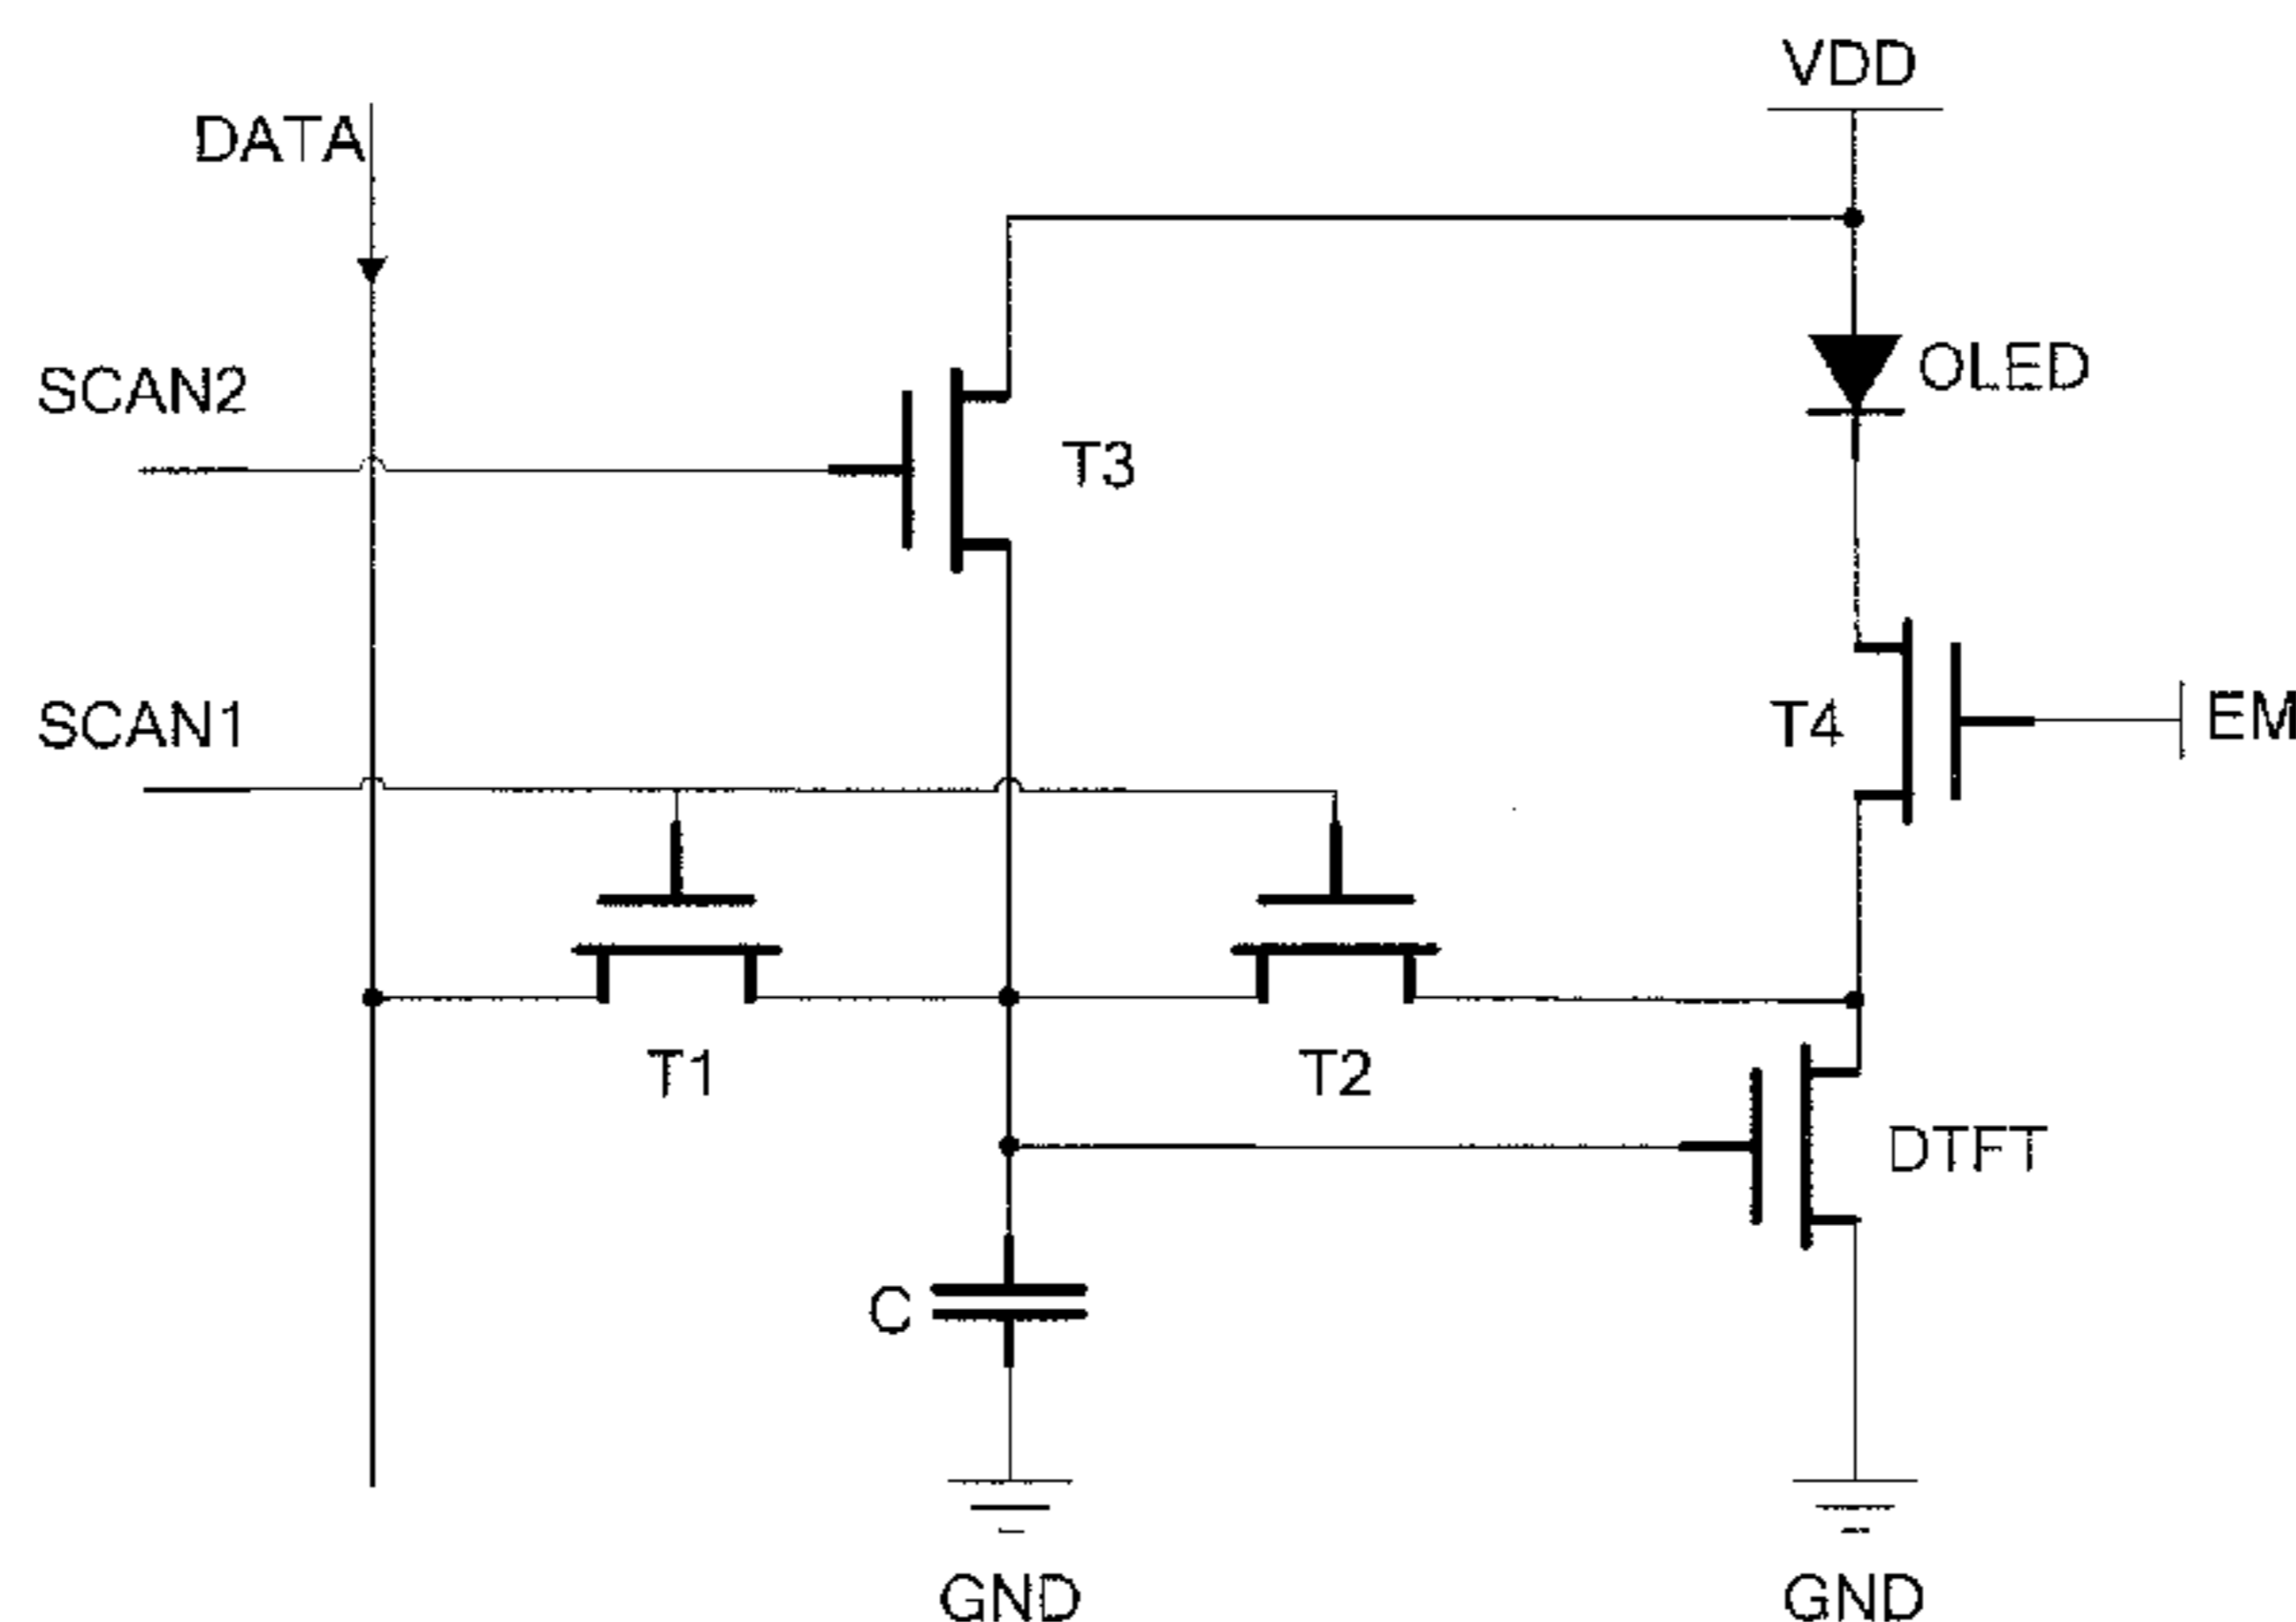 VDD
DATA
OLED
SCAN2
T3
SCAN1
T4
EM
T1
T2
DTFT
C
GND
GND